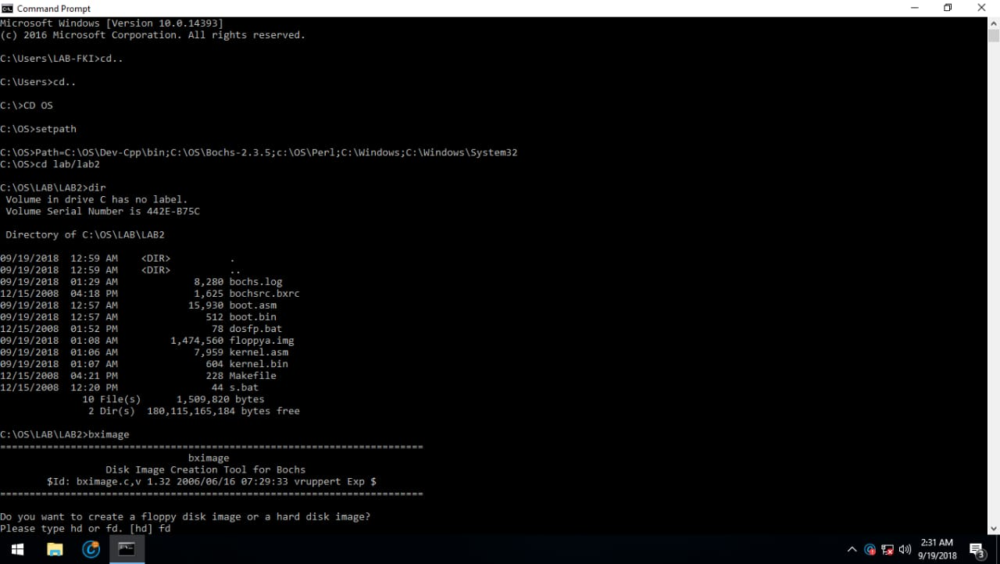 Command Prompt
Microsoft Windows [Version 10.0.14393]
(c) 2016 Microsoft Corporation. All rights reserved.
C:\Users\LAB-FKI>cd..
C:\Users>cd..
C:\>CD OS
C:\OS>setpath
C:\OS>Path=C:\OS\Dev-Cpp\bin;C:\OS\Bochs-2.3.5;c:\OS\Perl;C:\Windows;C:\Windows\System32
C:\OS>cd lab/lab2
C:\OS\LAB\LAB2>dir
 Volume in drive C has no label.
 Volume Serial Number is 442E-B75C
 Directory of C:\OS\LAB\LAB2
09/19/2018  12:59 AM    <DIR>          .
09/19/2018  12:59 AM    <DIR>          ..
09/19/2018  01:29 AM             8,280 bochs.log
12/15/2008  04:18 PM             1,625 bochsrc.bxrc
09/19/2018  12:57 AM            15,930 boot.asm
09/19/2018  12:57 AM               512 boot.bin
12/15/2008  01:52 PM                78 dosfp.bat
09/19/2018  01:08 AM         1,474,560 floppya.img
09/19/2018  01:06 AM             7,959 kernel.asm
09/19/2018  01:07 AM               604 kernel.bin
12/15/2008  04:21 PM               228 Makefile
12/15/2008  12:20 PM                44 s.bat
              10 File(s)      1,509,820 bytes
               2 Dir(s)  180,115,165,184 bytes free
C:\OS\LAB\LAB2>bximage
========================================================================
                                bximage
                  Disk Image Creation Tool for Bochs
        $Id: bximage.c,v 1.32 2006/06/16 07:29:33 vruppert Exp $
========================================================================
Do you want to create a floppy disk image or a hard disk image?
Please type hd or fd. [hd] fd
2:31 AM
9/19/2018
3